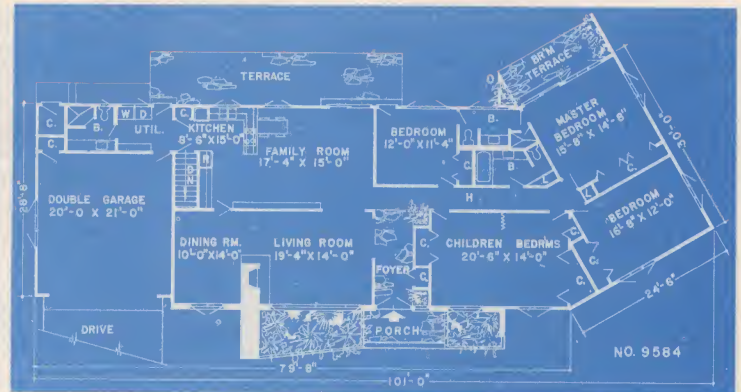 TERRACE
BR'M
TERRACE
C.
B.
W
D
UTIL.
C.
C.
KITCHEN
8'-6"X15'-0"
FAMILY ROOM
17'-4" X 15'-0"
BEDROOM
12'-0"X11'-4"
B.
MASTER
BEDROOM
15'-8" X 14'-8"
30'-0"
C.
B
C.
H
28'-8"
DN
DOUBLE GARAGE
20'-0 X 21'-0"
BEDROOM
16'-8"X 12'-0"
C.
DINING RM.
10'-0"X14'-0"
LIVING ROOM
19'-4"X 14'-0"
FOYER
C.
C.
CHILDREN BEDRMS
20'-6" X 14'-0"
C.
C.
24'-6"
DRIVE
PORCH
NO. 9584
79'-8"
101'-0"